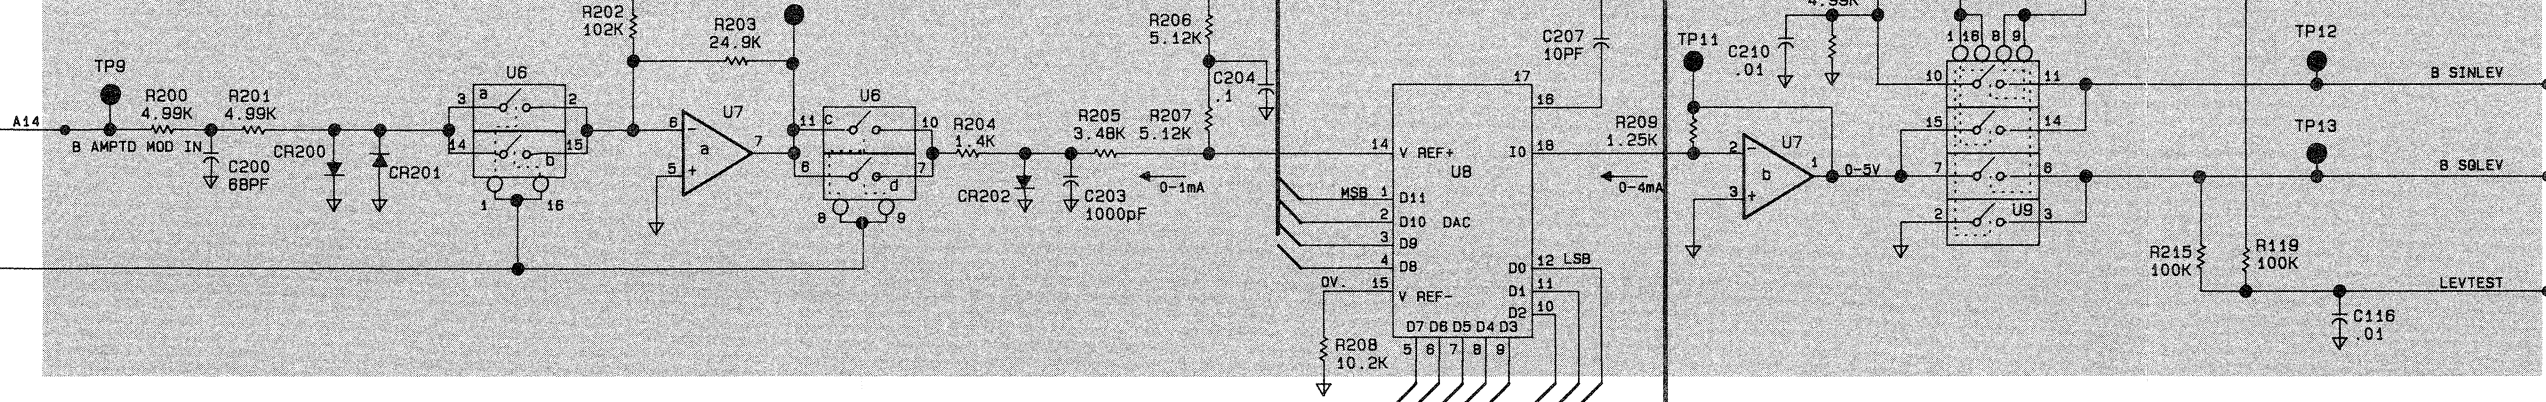 R202
102K
R203
24.9K
R206
5.12K
C207
10PF
TP11
C210
.01
1 16 8 9
TP12
TP9
U6
3 a 2
14 b 15
1 16
R200
4.99K
R201
4.99K
A14
B AMPTD MOD IN
C200
68PF
CR200
CR201
6 −
U7
a
7
5 +
U6
11 c 10
6 d 7
8 9
R204
1.4K
CR202
C203
1000pF
R205
3.48K
R207
5.12K
C204
.1
0-1mA
17
16
14 V REF+ IO 18
U8
MSB 1 D11
2 D10 DAC
3 D9
4 D8
0V. 15 V REF-
D0 12 LSB
D1 11
D2 10
D7 D6 D5 D4 D3
5 6 7 8 9
R208
10.2K
R209
1.25K
0-4mA
2 −
U7
b
1
3 +
0-5V
10 11
15 14
7 6
2 U9 3
B SINLEV
TP13
B SQLEV
R215
100K
R119
100K
LEVTEST
C116
.01